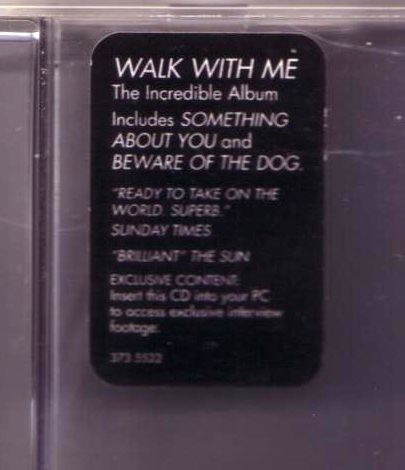 WALK WITH ME
The Incredible Album
Includes SOMETHING
ABOUT YOU and
BEWARE OF THE DOG.
"READY TO TAKE ON THE
WORLD. SUPERB."
SUNDAY TIMES
"BRILLIANT" THE SUN
EXCLUSIVE CONTENT:
Insert this CD into your PC
to access exclusive interview
footage.
373 5522